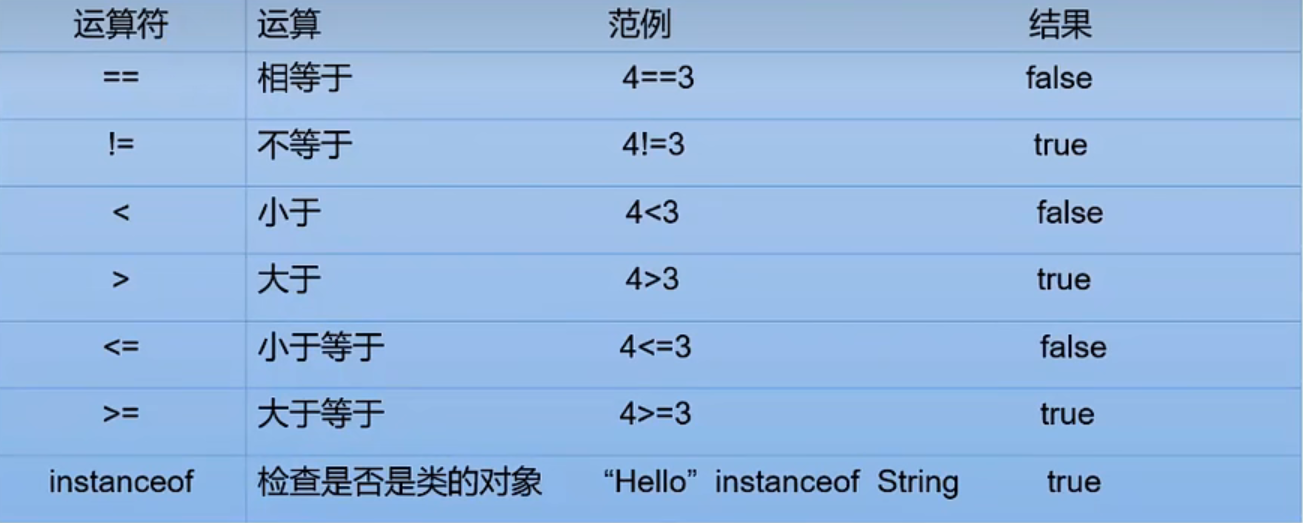 运算符 运算 范例 结果
== 相等于 4==3 false
!= 不等于 4!=3 true
< 小于 4<3 false
> 大于 4>3 true
<= 小于等于 4<=3 false
>= 大于等于 4>=3 true
instanceof 检查是否是类的对象 “Hello” instanceof String true